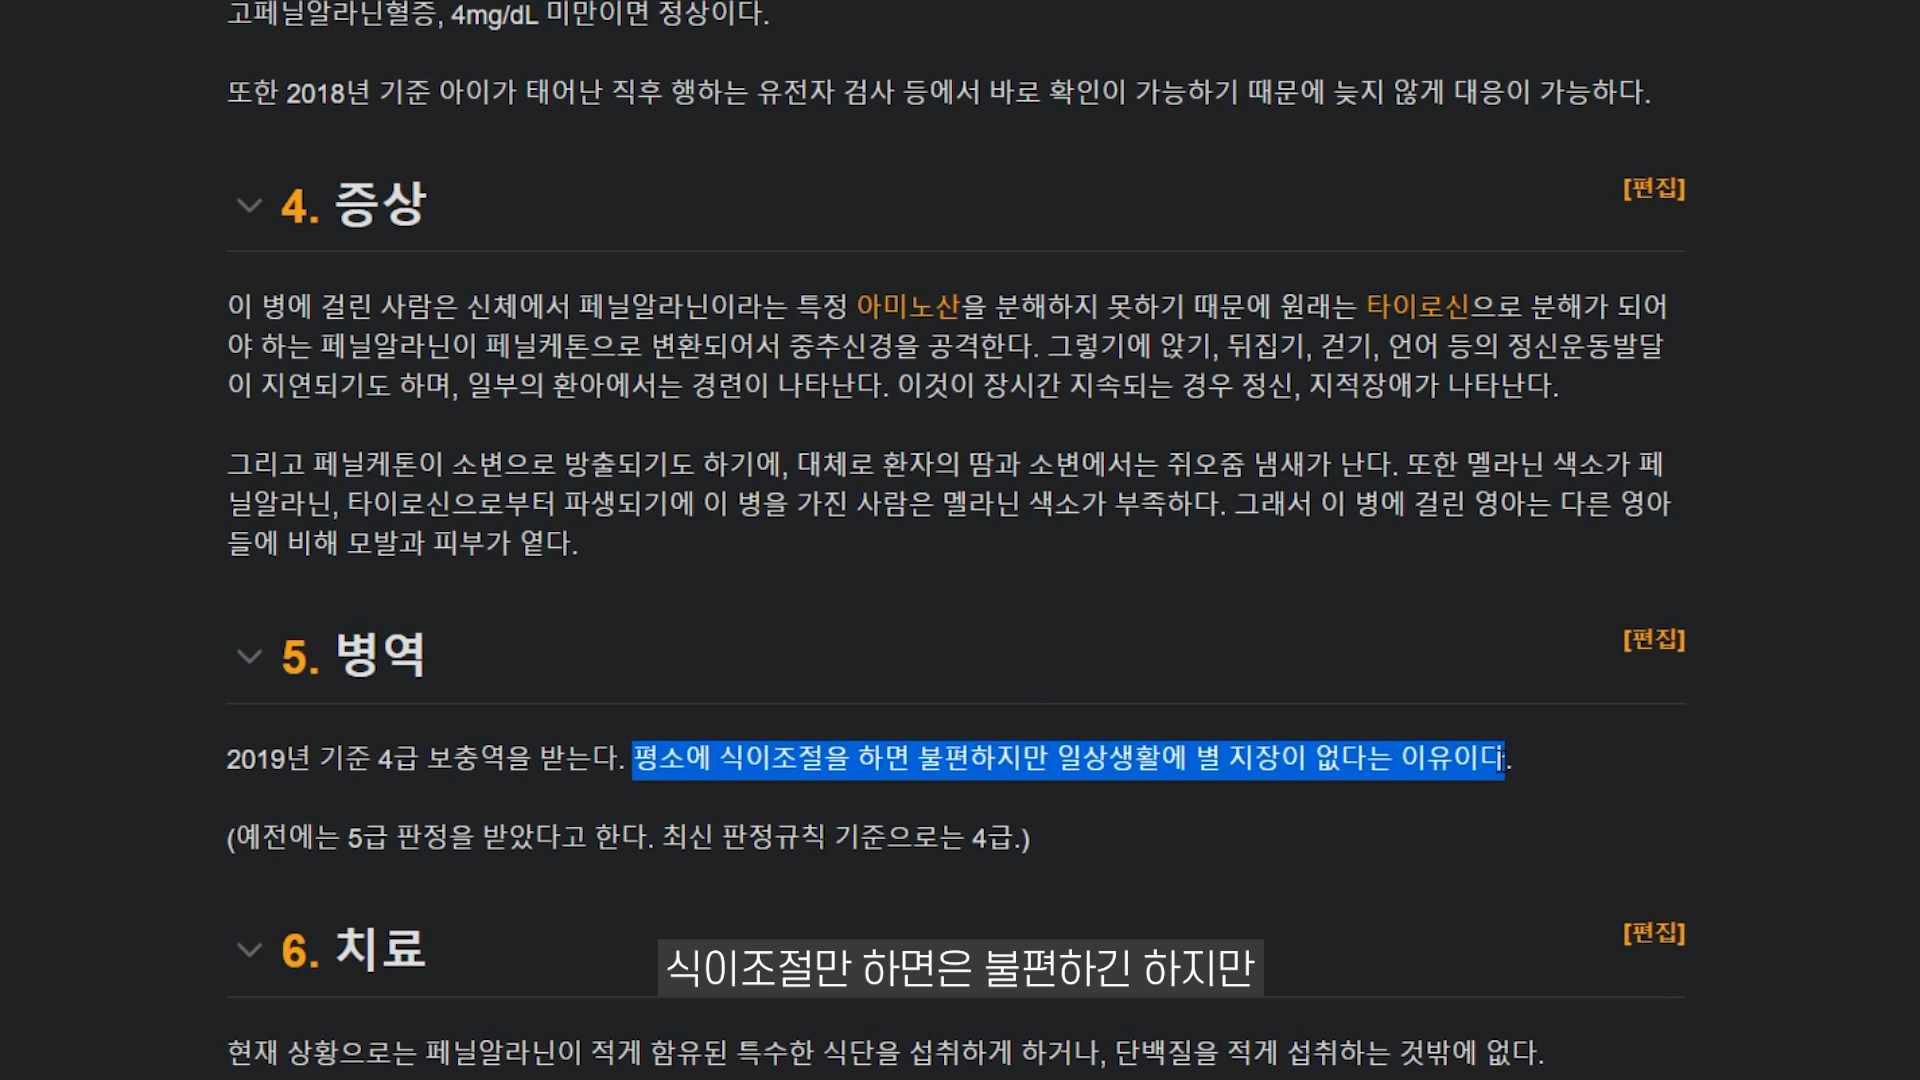 고페닐알라닌혈증, 4mg/dL 미만이면 정상이다.
또한 2018년 기준 아이가 태어난 직후 행하는 유전자 검사 등에서 바로 확인이 가능하기 때문에 늦지 않게 대응이 가능하다.
4. 증상
[편집]
이 병에 걸린 사람은 신체에서 페닐알라닌이라는 특정 아미노산을 분해하지 못하기 때문에 원래는 타이로신으로 분해가 되어
야 하는 페닐알라닌이 페닐케톤으로 변환되어서 중추신경을 공격한다. 그렇기에 앉기, 뒤집기, 걷기, 언어 등의 정신운동발달
이 지연되기도 하며, 일부의 환아에서는 경련이 나타난다. 이것이 장시간 지속되는 경우 정신, 지적장애가 나타난다.
그리고 페닐케톤이 소변으로 방출되기도 하기에, 대체로 환자의 땀과 소변에서는 쥐오줌 냄새가 난다. 또한 멜라닌 색소가 페
닐알라닌, 타이로신으로부터 파생되기에 이 병을 가진 사람은 멜라닌 색소가 부족하다. 그래서 이 병에 걸린 영아는 다른 영아
들에 비해 모발과 피부가 옅다.
5. 병역
[편집]
2019년 기준 4급 보충역을 받는다. 평소에 식이조절을 하면 불편하지만 일상생활에 별 지장이 없다는 이유이다.
(예전에는 5급 판정을 받았다고 한다. 최신 판정규칙 기준으로는 4급.)
6. 치료
[편집]
식이조절만 하면은 불편하긴 하지만
현재 상황으로는 페닐알라닌이 적게 함유된 특수한 식단을 섭취하게 하거나, 단백질을 적게 섭취하는 것밖에 없다.